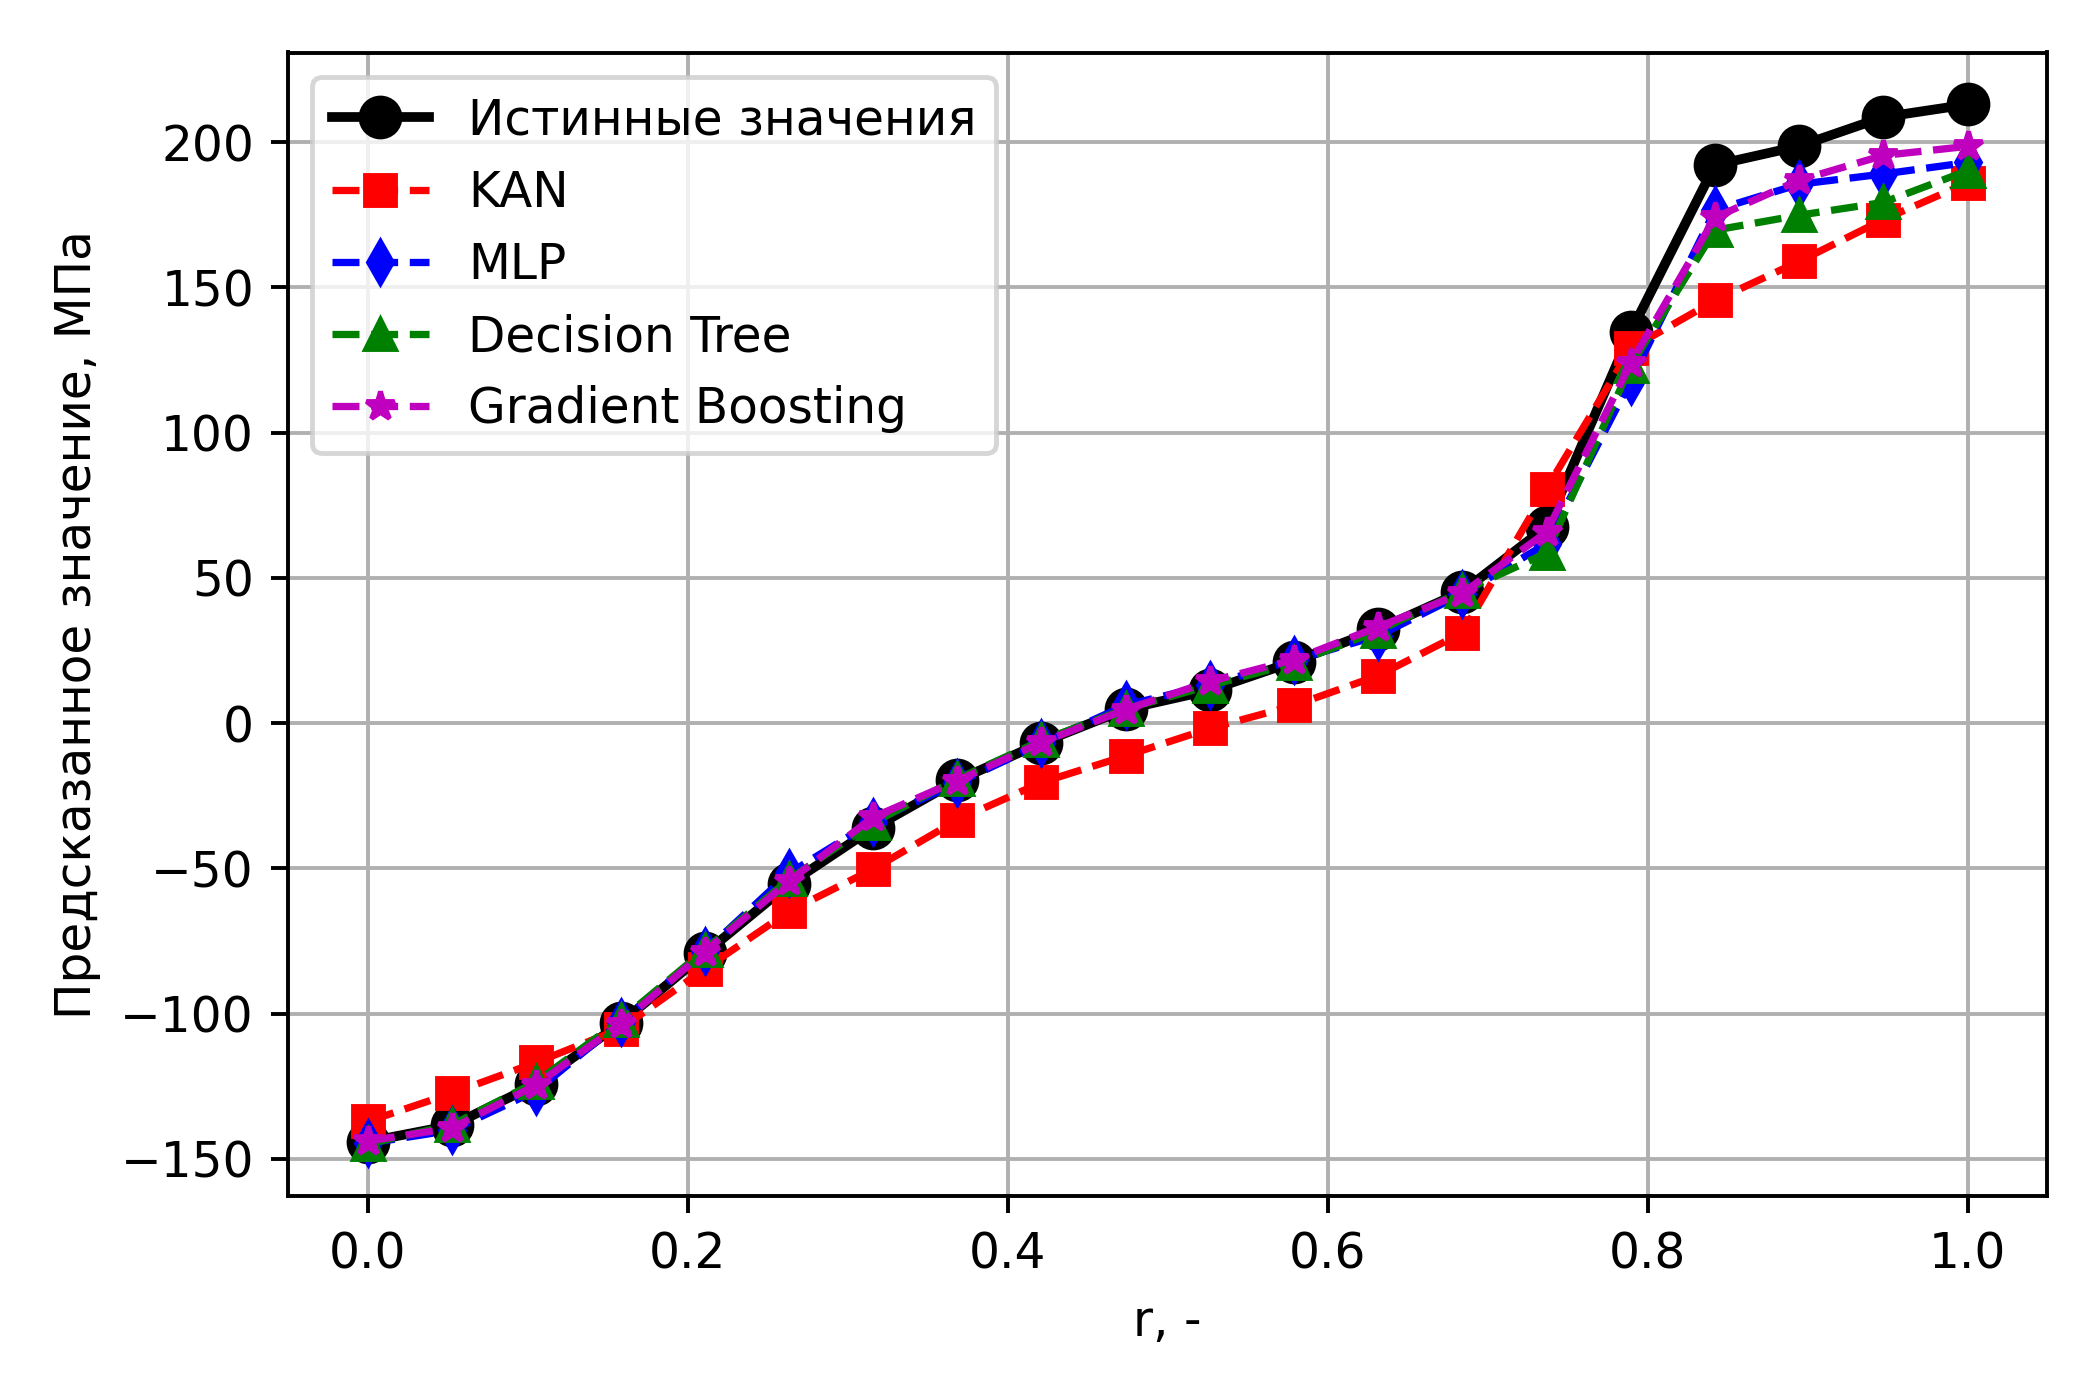 Предсказанное значение, МПа
200
150
100
50
0
−50
−100
−150
Истинные значения
KAN
MLP
Decision Tree
Gradient Boosting
0.0 0.2 0.4 0.6 0.8 1.0
r, -